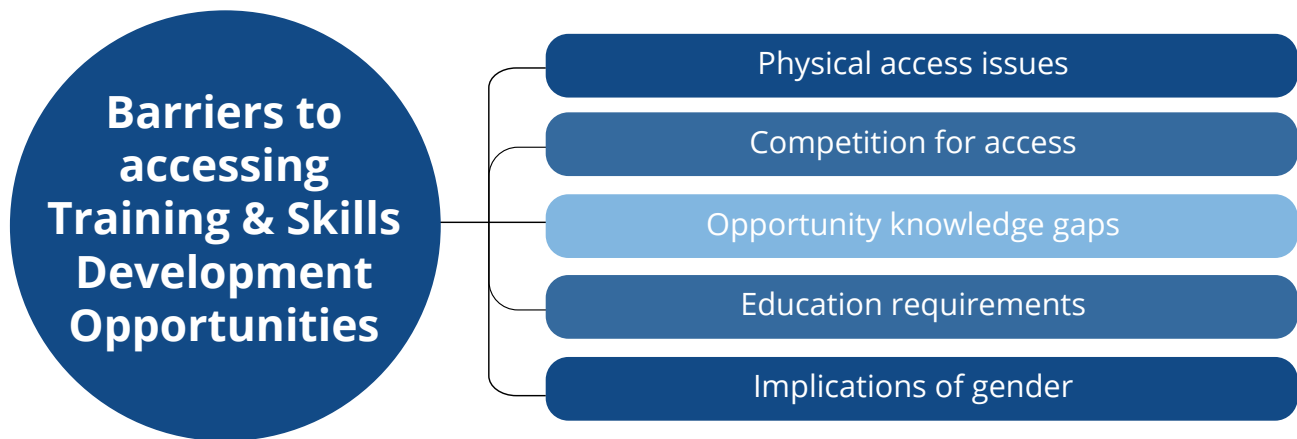 Barriers to
accessing
Training & Skills
Development
Opportunities
Physical access issues
Competition for access
Opportunity knowledge gaps
Education requirements
Implications of gender